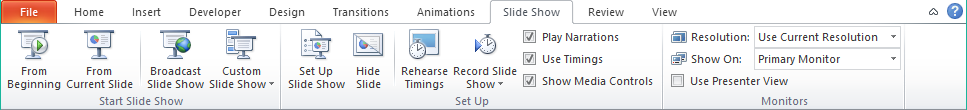 File Home Insert Developer Design Transitions Animations Slide Show Review View
From Beginning
From Current Slide
Broadcast Slide Show
Custom Slide Show
Start Slide Show
Set Up Slide Show
Hide Slide
Rehearse Timings
Record Slide Show
Play Narrations
Use Timings
Show Media Controls
Set Up
Resolution: Use Current Resolution
Show On: Primary Monitor
Use Presenter View
Monitors